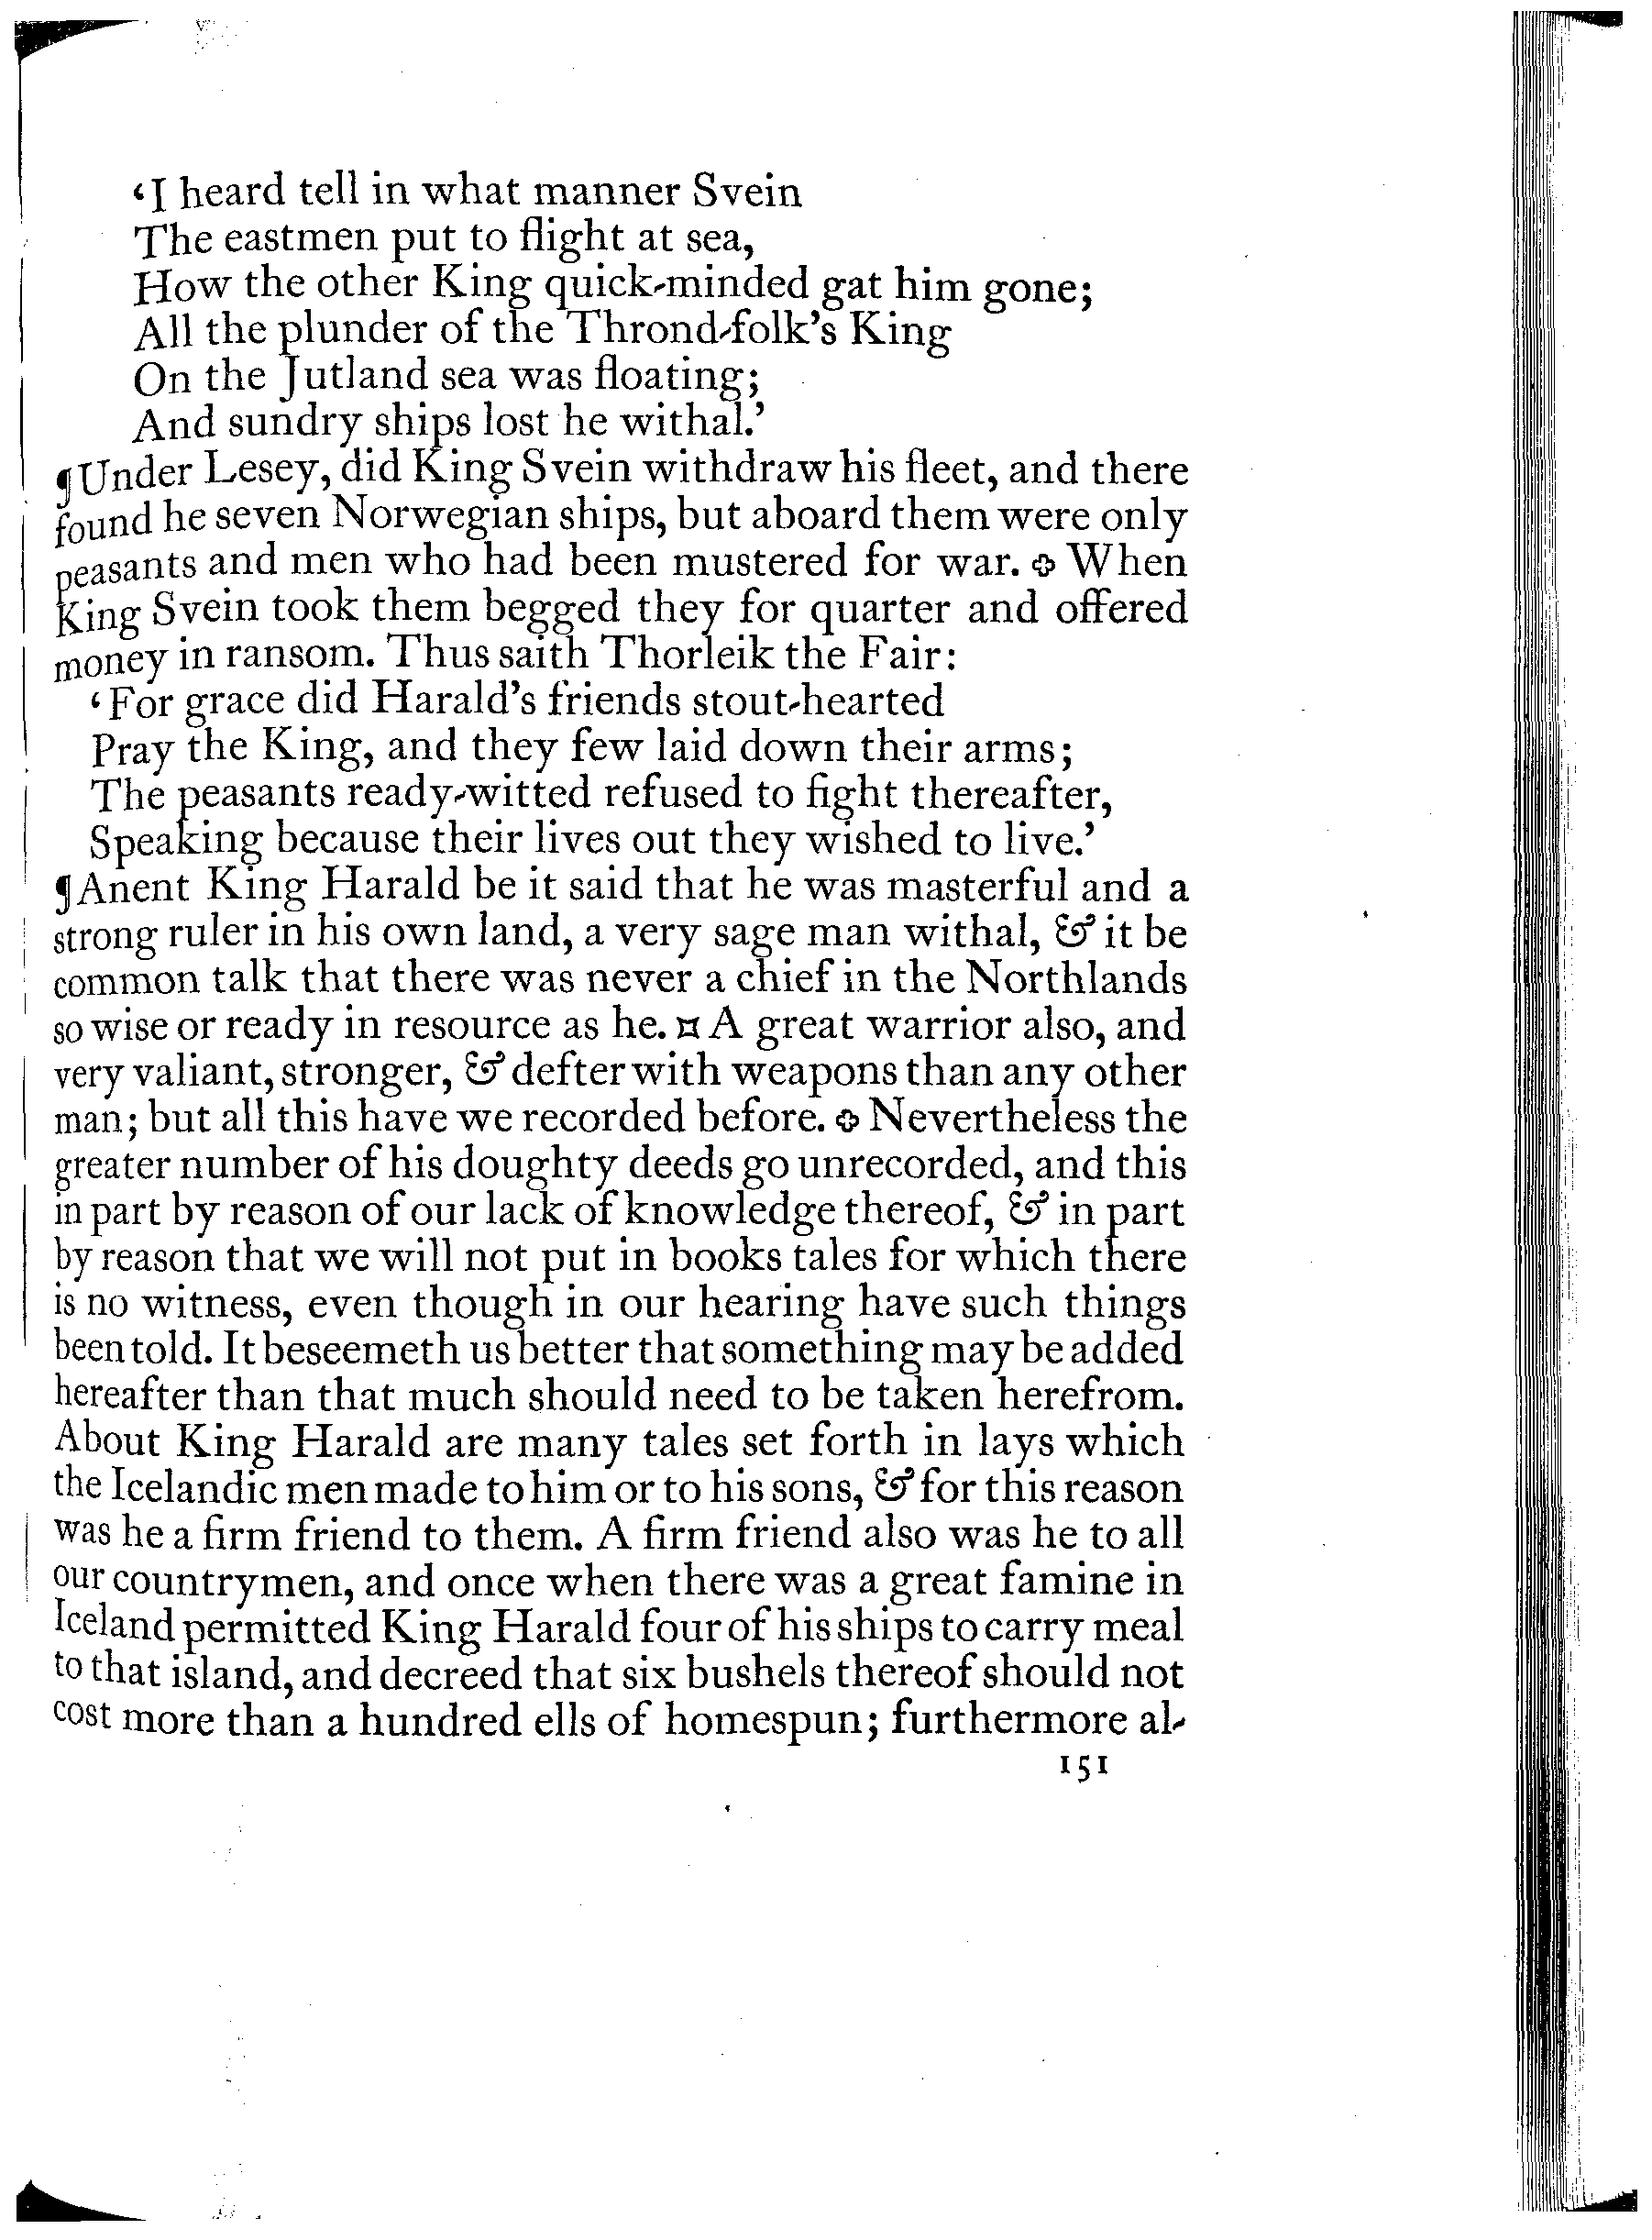 ‘I heard tell in what manner Svein
The eastmen put to flight at sea,
How the other King quick-minded gat him gone;
All the plunder of the Thrond-folk’s King
On the Jutland sea was floating;
And sundry ships lost he withal.’
¶Under Lesey, did King Svein withdraw his fleet, and there
found he seven Norwegian ships, but aboard them were only
peasants and men who had been mustered for war. ✥ When
King Svein took them begged they for quarter and offered
money in ransom. Thus saith Thorleik the Fair:
‘For grace did Harald’s friends stout-hearted
Pray the King, and they few laid down their arms;
The peasants ready-witted refused to fight thereafter,
Speaking because their lives out they wished to live.’
¶Anent King Harald be it said that he was masterful and a
strong ruler in his own land, a very sage man withal, & it be
common talk that there was never a chief in the Northlands
so wise or ready in resource as he. ¤ A great warrior also, and
very valiant, stronger, & defter with weapons than any other
man; but all this have we recorded before. ✥ Nevertheless the
greater number of his doughty deeds go unrecorded, and this
in part by reason of our lack of knowledge thereof, & in part
by reason that we will not put in books tales for which there
is no witness, even though in our hearing have such things
been told. It beseemeth us better that something may be added
hereafter than that much should need to be taken herefrom.
About King Harald are many tales set forth in lays which
the Icelandic men made to him or to his sons, & for this reason
was he a firm friend to them. A firm friend also was he to all
our countrymen, and once when there was a great famine in
Iceland permitted King Harald four of his ships to carry meal
to that island, and decreed that six bushels thereof should not
cost more than a hundred ells of homespun; furthermore al-
151